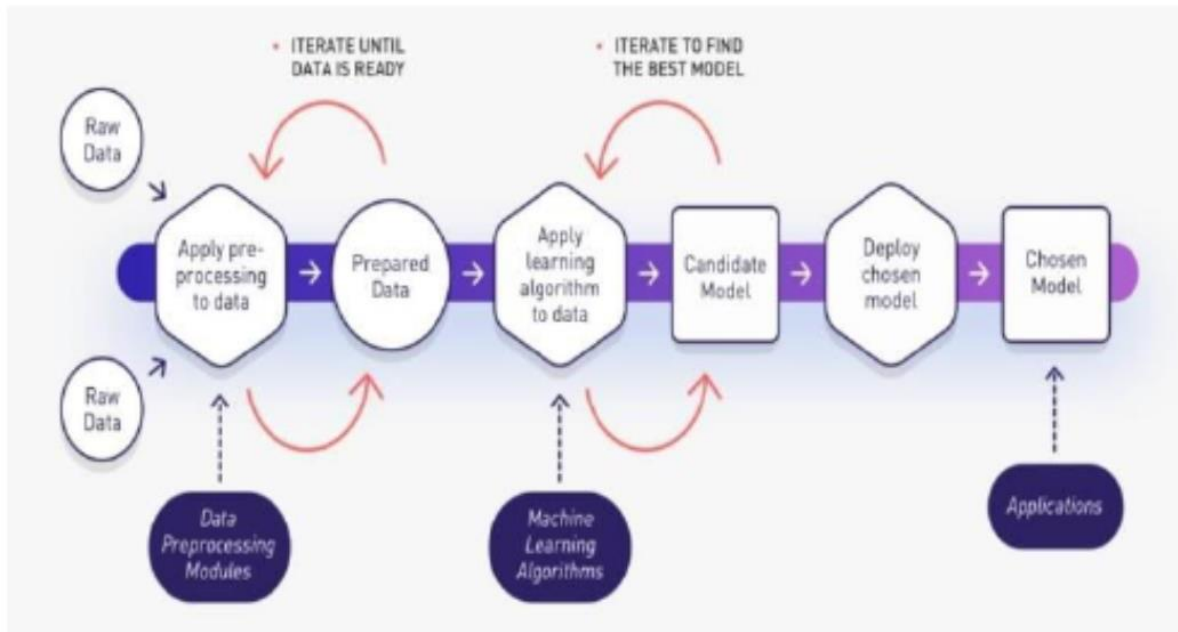 • ITERATE UNTIL
DATA IS READY
• ITERATE TO FIND
THE BEST MODEL
Raw
Data
Apply pre-
processing
to data
Prepared
Data
Apply
learning
algorithm
to data
Candidate
Model
Deploy
chosen
model
Chosen
Model
Raw
Data
Data
Preprocessing
Modules
Machine
Learning
Algorithms
Applications